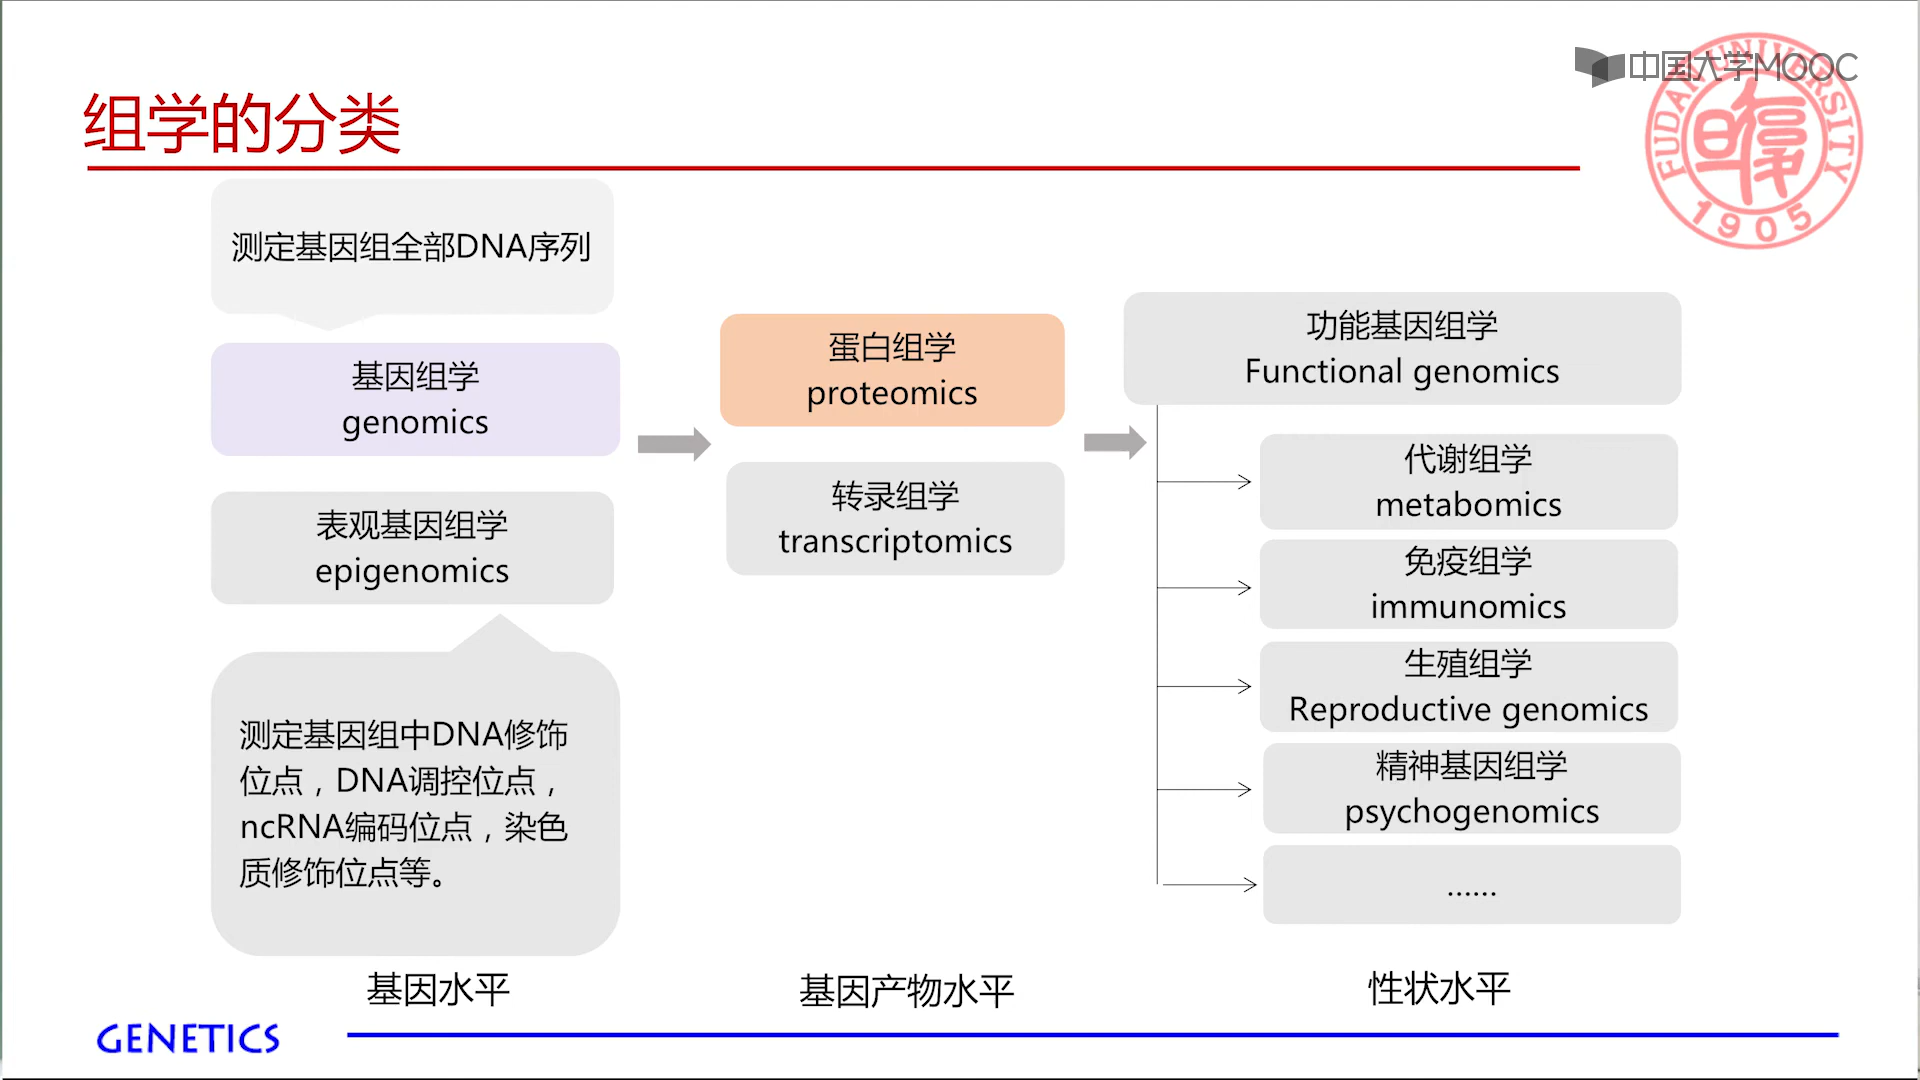 中国大学MOOC
FUDAN UNIVERSITY
1905
组学的分类
测定基因组全部DNA序列
基因组学
genomics
表观基因组学
epigenomics
测定基因组中DNA修饰
位点，DNA调控位点，
ncRNA编码位点，染色
质修饰位点等。
基因水平
蛋白组学
proteomics
转录组学
transcriptomics
基因产物水平
功能基因组学
Functional genomics
代谢组学
metabomics
免疫组学
immunomics
生殖组学
Reproductive genomics
精神基因组学
psychogenomics
......
性状水平
GENETICS